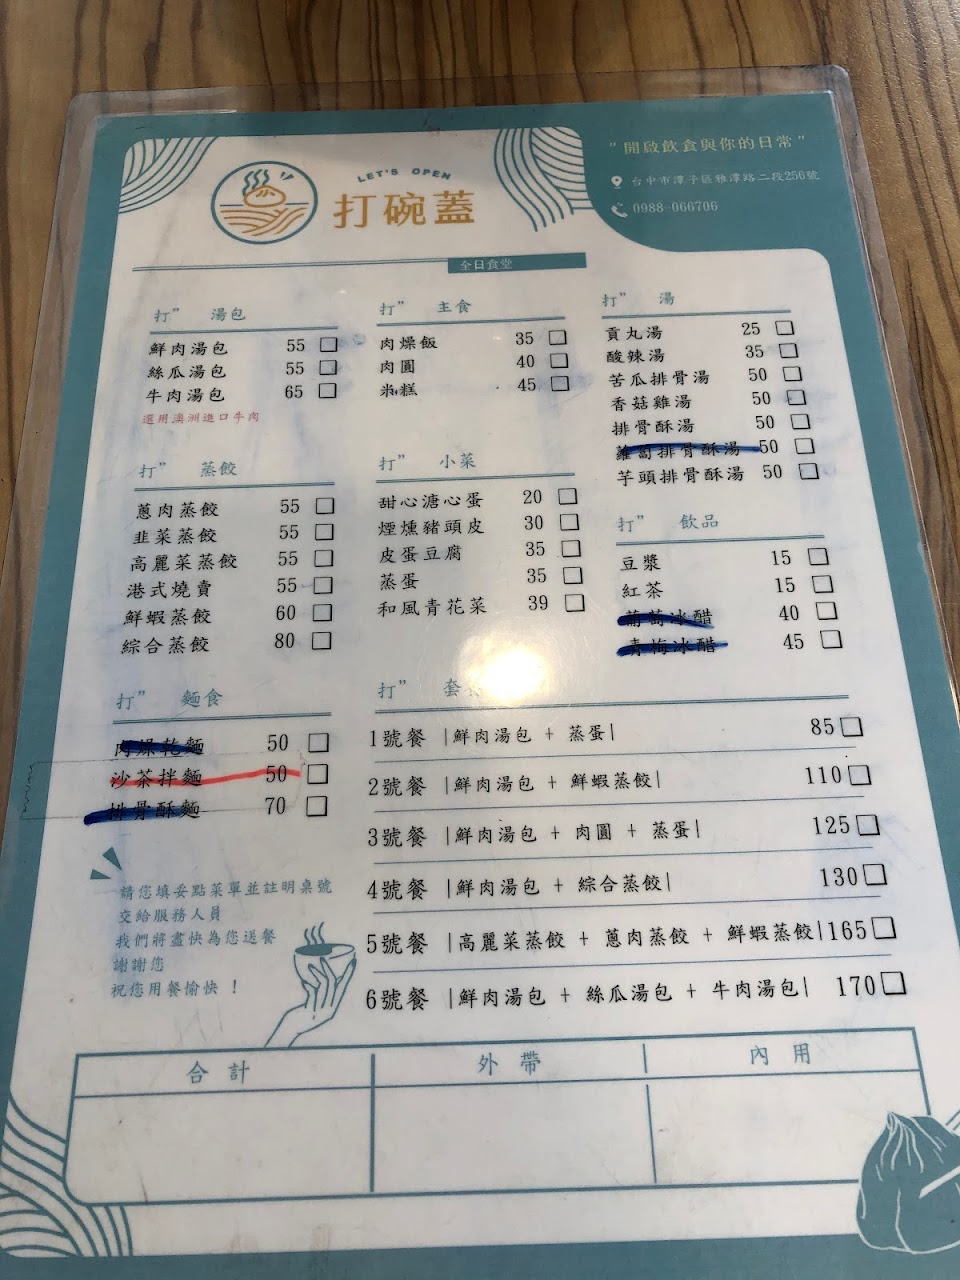 "開啟飲食與你的日常"
台中市潭子區雅潭路二段256號
0988-066706
LET'S OPEN
打碗蓋
全日食堂
打" 湯包
鮮肉湯包 55
絲瓜湯包 55
牛肉湯包 65
選用澳洲進口牛肉
打" 蒸餃
蔥肉蒸餃 55
韭菜蒸餃 55
高麗菜蒸餃 55
港式燒賣 55
鮮蝦蒸餃 60
綜合蒸餃 80
打" 麵食
肉燥乾麵 50
沙茶拌麵 50
排骨酥麵 70
請您填妥點菜單並註明桌號
交給服務人員
我們將盡快為您送餐
謝謝您
祝您用餐愉快！
打" 主食
肉燥飯 35
肉圓 40
米糕 45
打" 小菜
甜心溏心蛋 20
煙燻豬頭皮 30
皮蛋豆腐 35
蒸蛋 35
和風青花菜 39
打" 湯
貢丸湯 25
酸辣湯 35
苦瓜排骨湯 50
香菇雞湯 50
排骨酥湯 50
蘿蔔排骨酥湯 50
芋頭排骨酥湯 50
打" 飲品
豆漿 15
紅茶 15
葡萄冰醋 40
青梅冰醋 45
打" 套
1號餐 |鮮肉湯包 + 蒸蛋| 85
2號餐 |鮮肉湯包 + 鮮蝦蒸餃| 110
3號餐 |鮮肉湯包 + 肉圓 + 蒸蛋| 125
4號餐 |鮮肉湯包 + 綜合蒸餃| 130
5號餐 |高麗菜蒸餃 + 蔥肉蒸餃 + 鮮蝦蒸餃| 165
6號餐 |鮮肉湯包 + 絲瓜湯包 + 牛肉湯包| 170
合計 外帶 內用